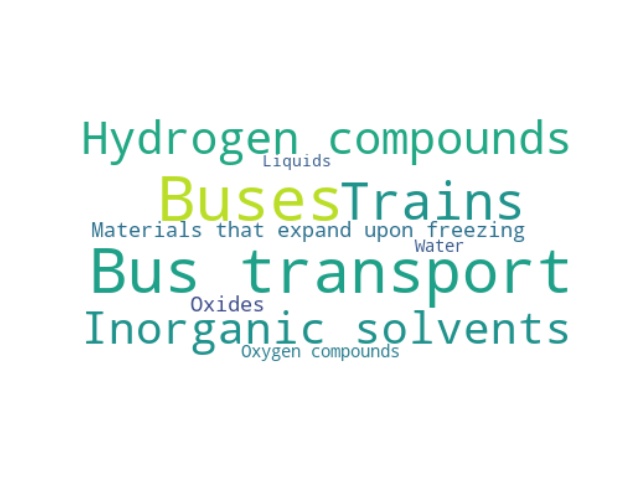 Hydrogen compounds
Liquids
Buses Trains
Materials that expand upon freezing
Water
Bus transport
Oxides
Inorganic solvents
Oxygen compounds